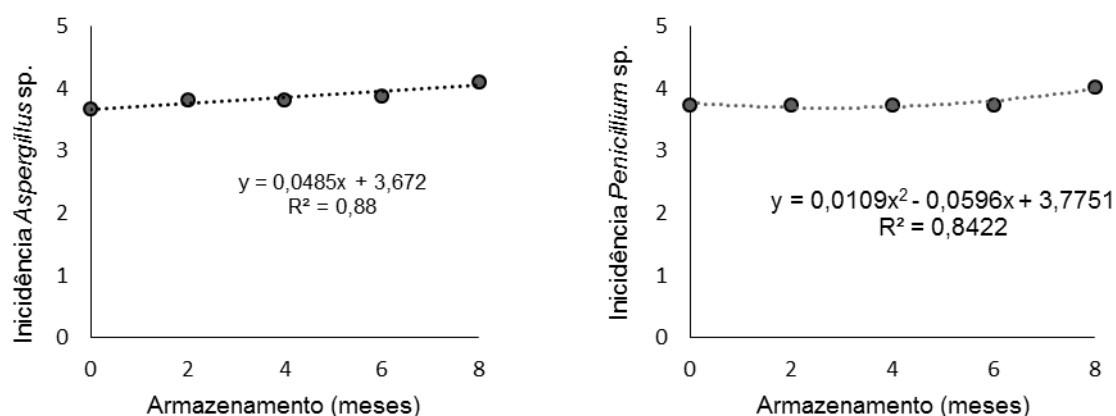 Inicidência Aspergillus sp.
5
4
3
2
1
0
y = 0,0485x + 3,672
R² = 0,88
0 2 4 6 8
Armazenamento (meses)
Inicidência Penicillium sp.
5
4
3
2
1
0
y = 0,0109x² - 0,0596x + 3,7751
R² = 0,8422
0 2 4 6 8
Armazenamento (meses)